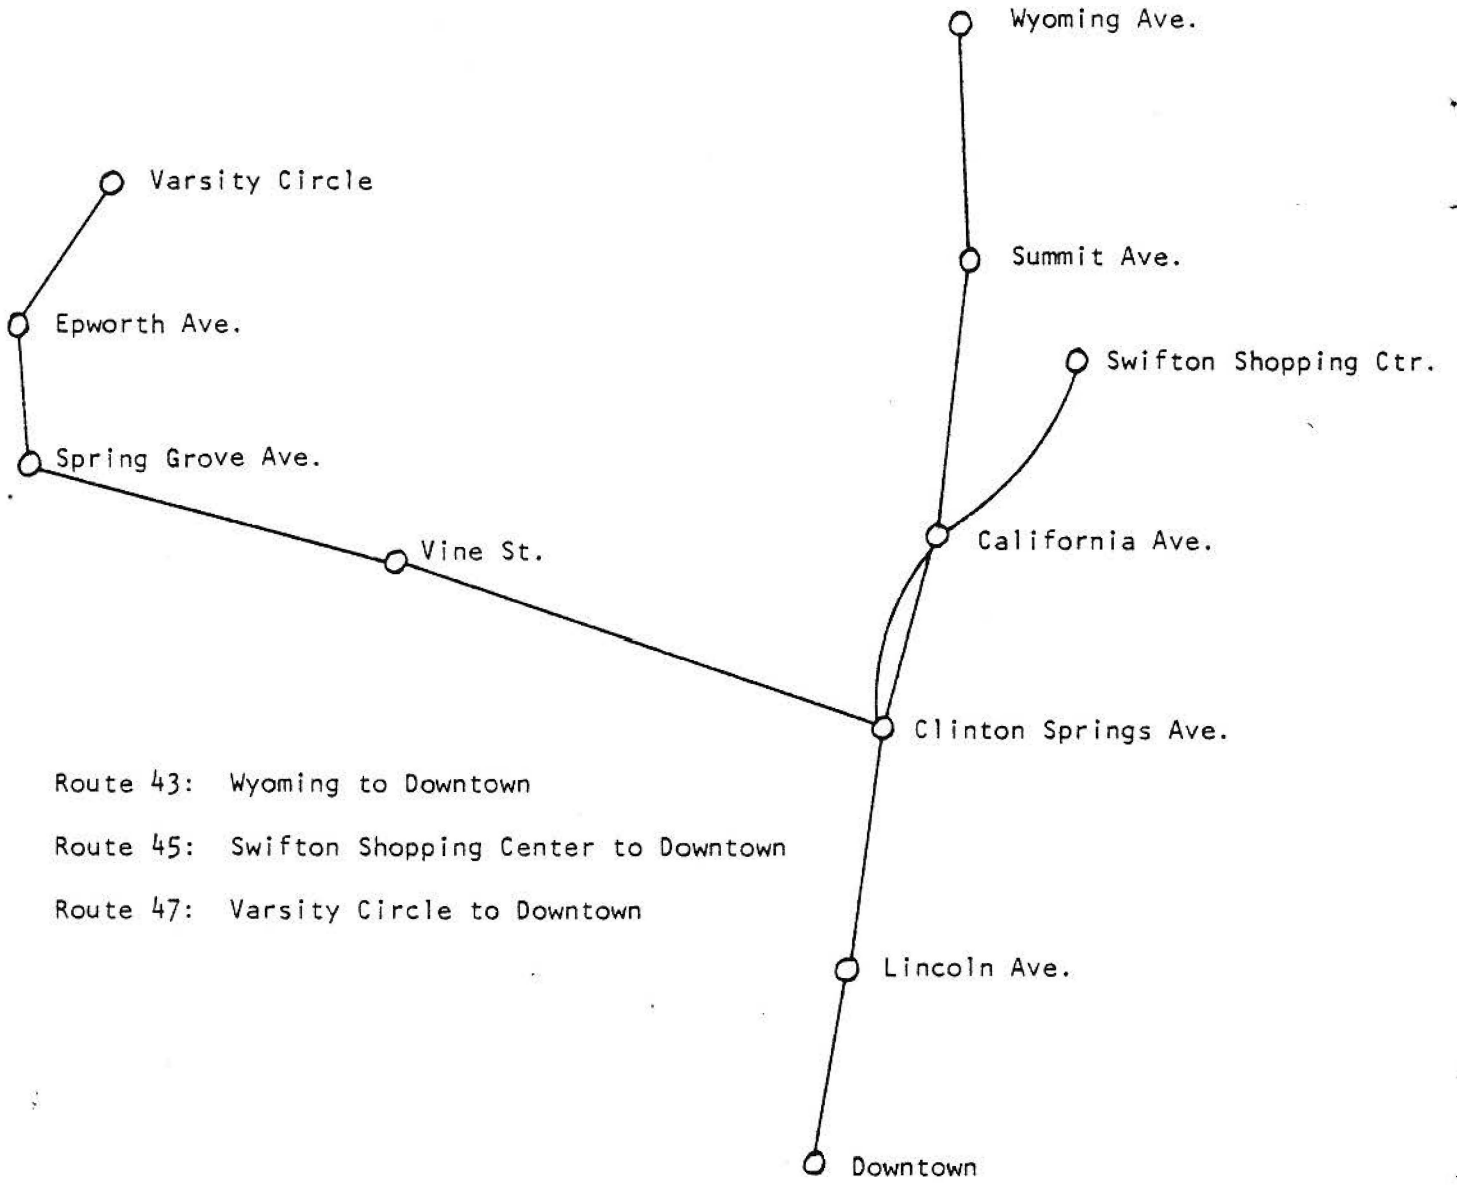 Wyoming Ave.
Varsity Circle
Summit Ave.
Epworth Ave.
Swifton Shopping Ctr.
Spring Grove Ave.
California Ave.
Vine St.
Clinton Springs Ave.
Route 43: Wyoming to Downtown
Route 45: Swifton Shopping Center to Downtown
Route 47: Varsity Circle to Downtown
Lincoln Ave.
Downtown